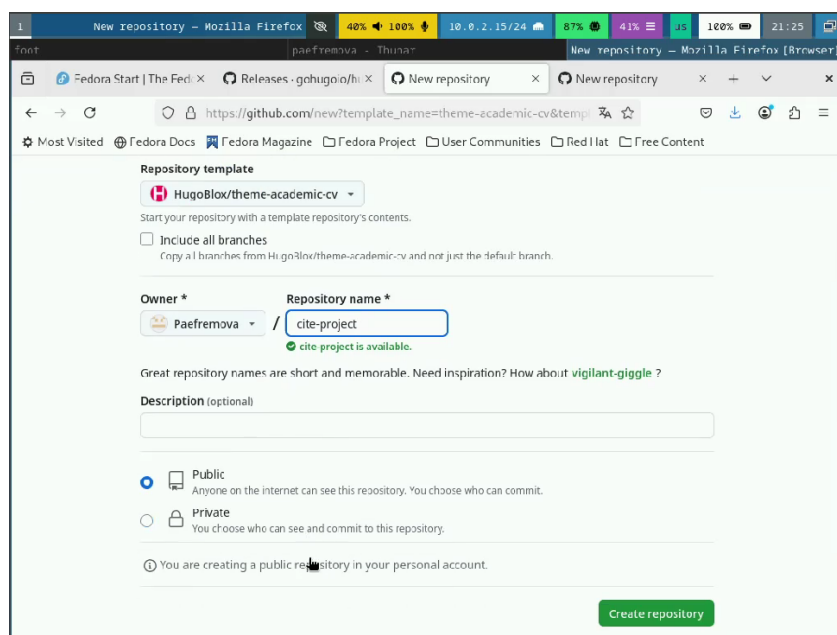 1 New repository — Mozilla Firefox 40% 100% 10.0.2.15/24 87% 41% us 100% 21:25
foot paefremova - Thunar New repository — Mozilla Firefox [Browser]
Fedora Start | The Fed Releases · gohugoio/hu New repository New repository
https://github.com/new?template_name=theme-academic-cv&templ
Most Visited Fedora Docs Fedora Magazine Fedora Project User Communities Red Hat Free Content
Repository template
HugoBlox/theme-academic-cv
Start your repository with a template repository's contents.
Include all branches
Copy all branches from HugoBlox/theme-academic-cv and not just the default branch.
Owner * Repository name *
Paefremova / cite-project
cite-project is available.
Great repository names are short and memorable. Need inspiration? How about vigilant-giggle ?
Description (optional)
Public
Anyone on the internet can see this repository. You choose who can commit.
Private
You choose who can see and commit to this repository.
You are creating a public repository in your personal account.
Create repository